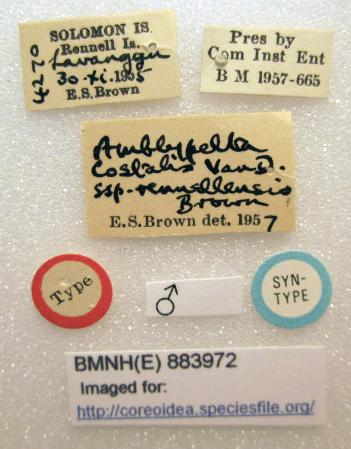 SOLOMON IS.
Rennell Is.
Lavanggu
30.xi.1955
E.S.Brown
4270
Pres by
Com Inst Ent
B M 1957-665
Amblypelta
costalis Van D.
ssp. rennellensis
Brown
E.S.Brown det. 1957
Type
♂
SYN-
TYPE
BMNH(E) 883972
Imaged for:
http://coreoidea.speciesfile.org/